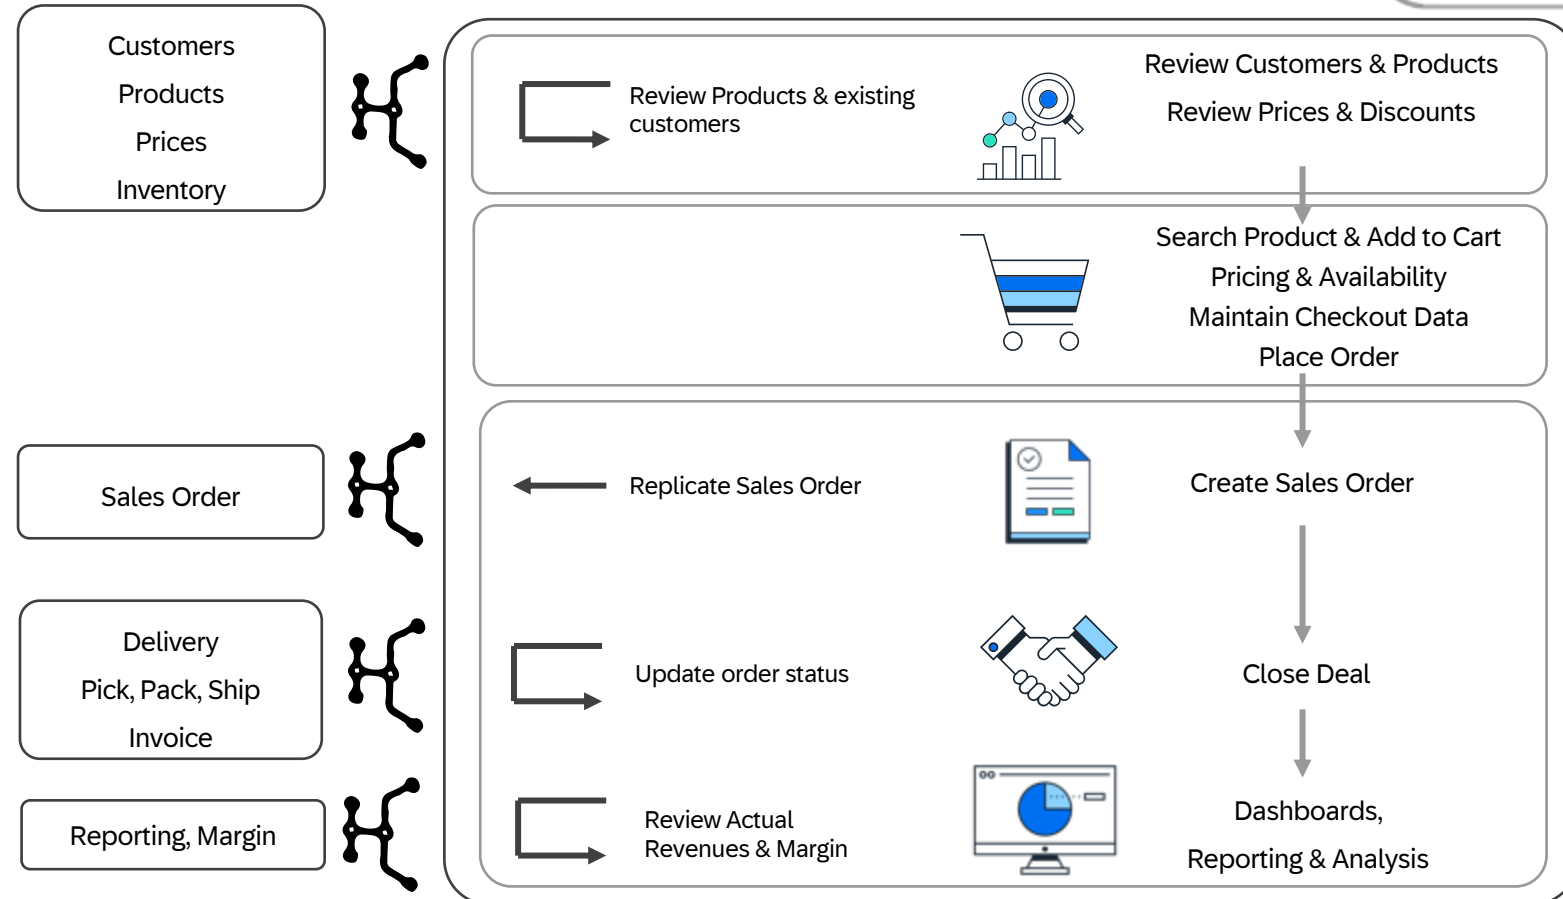 Customers
Products
Prices
Inventory
Review Products & existing
customers
Review Customers & Products
Review Prices & Discounts
Search Product & Add to Cart
Pricing & Availability
Maintain Checkout Data
Place Order
Sales Order
Replicate Sales Order
Create Sales Order
Delivery
Pick, Pack, Ship
Invoice
Update order status
Close Deal
Reporting, Margin
Review Actual
Revenues & Margin
Dashboards,
Reporting & Analysis